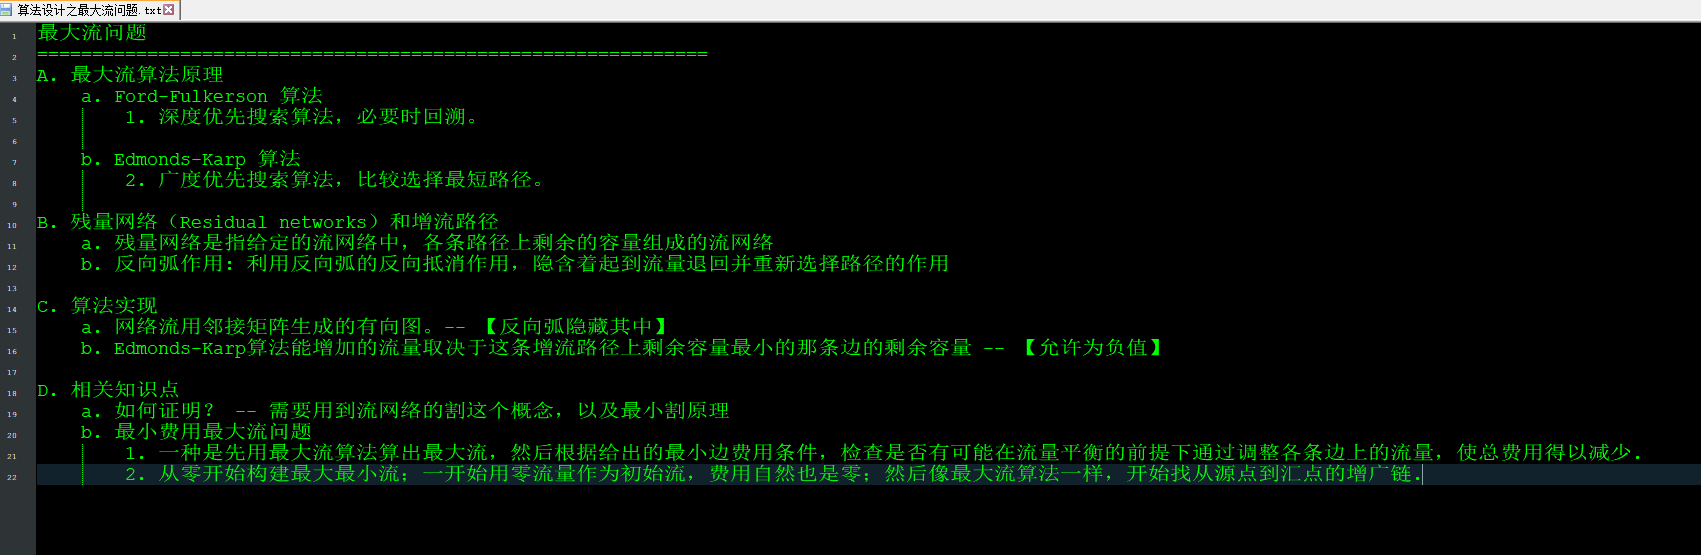 算法设计之最大流问题.txt
1 最大流问题
2 =============================================================
3 A. 最大流算法原理
4 a. Ford-Fulkerson 算法
5 1. 深度优先搜索算法，必要时回溯。
6
7 b. Edmonds-Karp 算法
8 2. 广度优先搜索算法，比较选择最短路径。
9
10 B. 残量网络（Residual networks）和增流路径
11 a. 残量网络是指给定的流网络中，各条路径上剩余的容量组成的流网络
12 b. 反向弧作用：利用反向弧的反向抵消作用，隐含着起到流量退回并重新选择路径的作用
13
14 C. 算法实现
15 a. 网络流用邻接矩阵生成的有向图。-- 【反向弧隐藏其中】
16 b. Edmonds-Karp算法能增加的流量取决于这条增流路径上剩余容量最小的那条边的剩余容量 -- 【允许为负值】
17
18 D. 相关知识点
19 a. 如何证明？ -- 需要用到流网络的割这个概念，以及最小割原理
20 b. 最小费用最大流问题
21 1. 一种是先用最大流算法算出最大流，然后根据给出的最小边费用条件，检查是否有可能在流量平衡的前提下通过调整各条边上的流量，使总费用得以减少.
22 2. 从零开始构建最大最小流；一开始用零流量作为初始流，费用自然也是零；然后像最大流算法一样，开始找从源点到汇点的增广链.